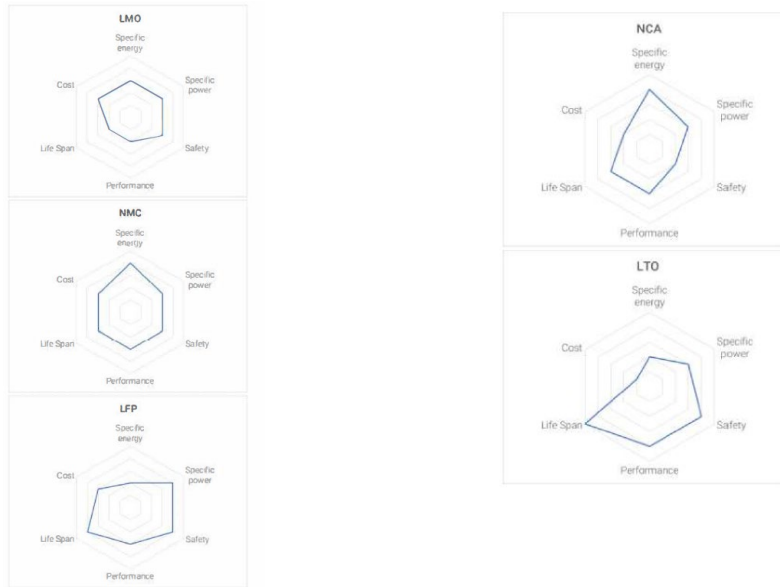 LMO
Specific
energy
Specific
power
Safety
Performance
Life Span
Cost
NMC
Specific
energy
Specific
power
Safety
Performance
Life Span
Cost
LFP
Specific
energy
Specific
power
Safety
Performance
Life Span
Cost
NCA
Specific
energy
Specific
power
Safety
Performance
Life Span
Cost
LTO
Specific
energy
Specific
power
Safety
Performance
Life Span
Cost